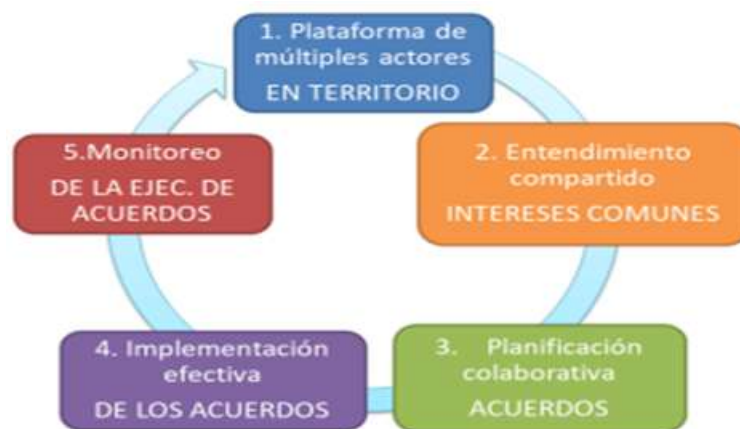 1. Plataforma de
múltiples actores
EN TERRITORIO
2. Entendimiento
compartido
INTERESES COMUNES
3. Planificación
colaborativa
ACUERDOS
4. Implementación
efectiva
DE LOS ACUERDOS
5.Monitoreo
DE LA EJEC. DE
ACUERDOS